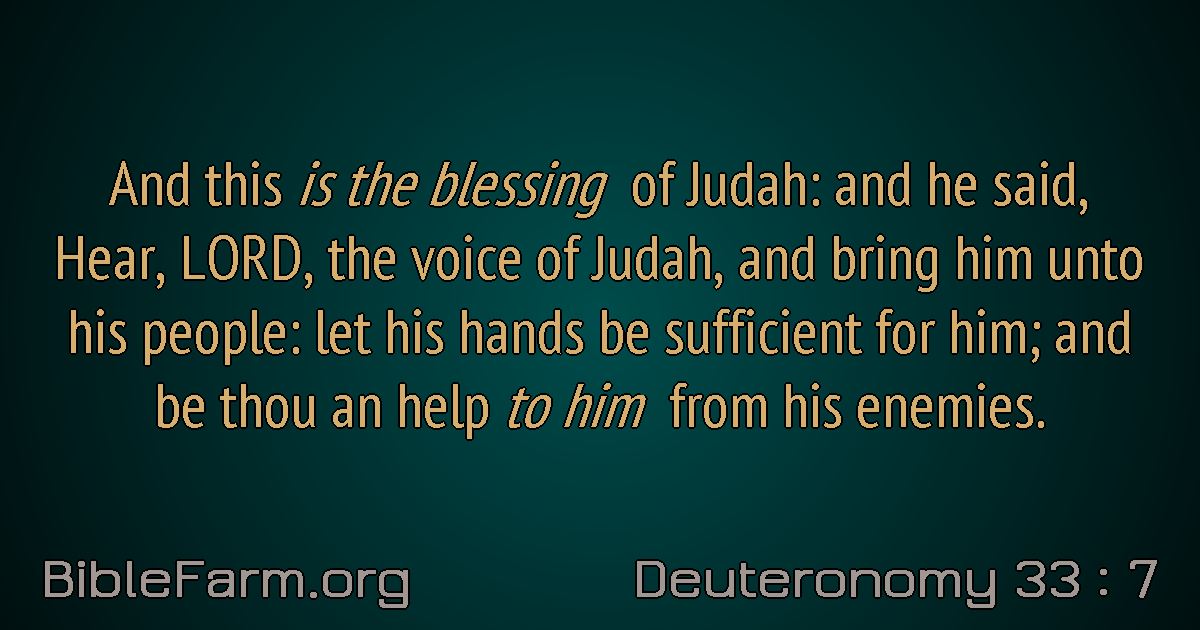 And this is the blessing of Judah: and he said,
Hear, LORD, the voice of Judah, and bring him unto
his people: let his hands be sufficient for him; and
be thou an help to him from his enemies.
BibleFarm.org
Deuteronomy 33 : 7